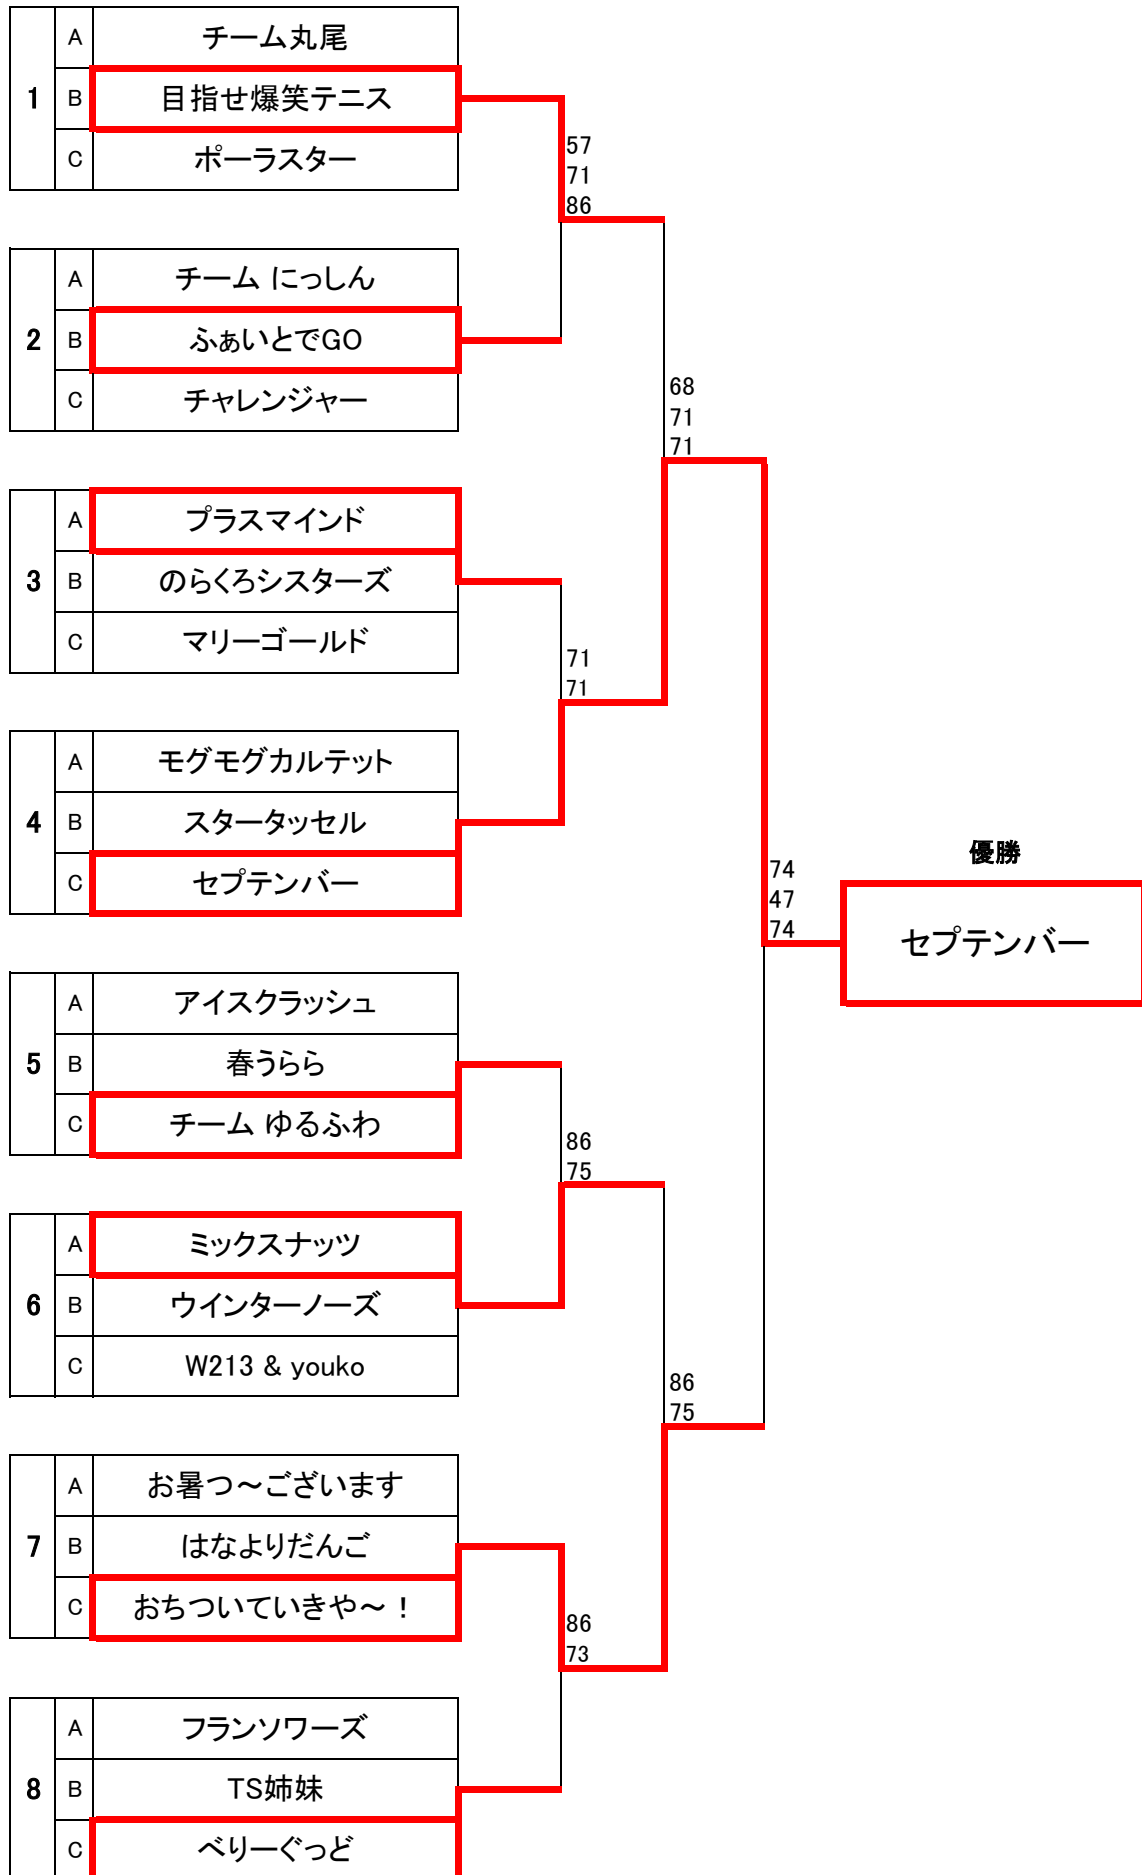 A チーム丸尾
1 B 目指せ爆笑テニス
C ポーラスター
57
71
86
A チーム にっしん
2 B ふぁいとでGO
C チャレンジャー
68
71
71
A プラスマインド
3 B のらくろシスターズ
C マリーゴールド
71
71
A モグモグカルテット
4 B スタータッセル
C セプテンバー
優勝
セプテンバー
74
47
74
A アイスクラッシュ
5 B 春うらら
C チーム ゆるふわ
86
75
A ミックスナッツ
6 B ウインターノーズ
C W213 & youko
86
75
A お暑つ～ございます
7 B はなよりだんご
C おちついていきや～！
86
73
A フランソワーズ
8 B TS姉妹
C べりーぐっど